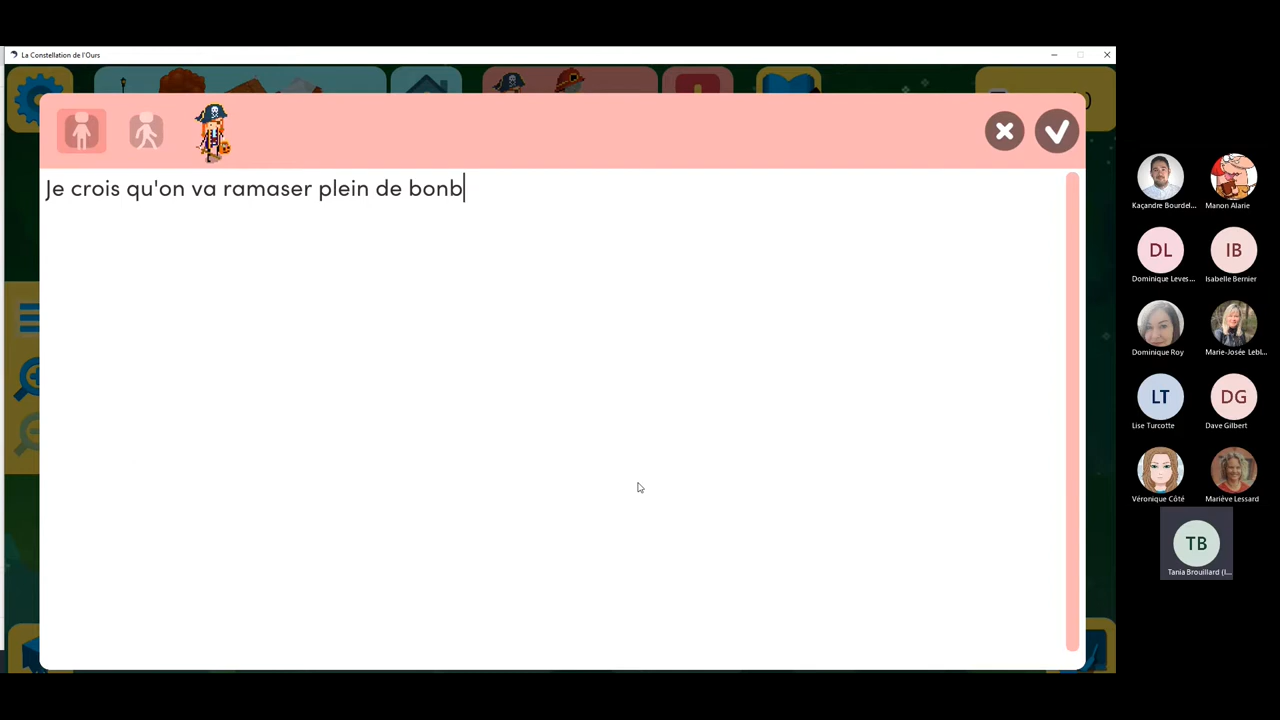 La Constellation de l'Ours
Je crois qu'on va ramaser plein de bonb
Kaçandre Bourdel...
Manon Alarie
DL
IB
Dominique Leves...
Isabelle Bernier
Dominique Roy
Marie-Josée Lebl...
LT
DG
Lise Turcotte
Dave Gilbert
Véronique Côté
Mariève Lessard
TB
Tania Brouillard (I...